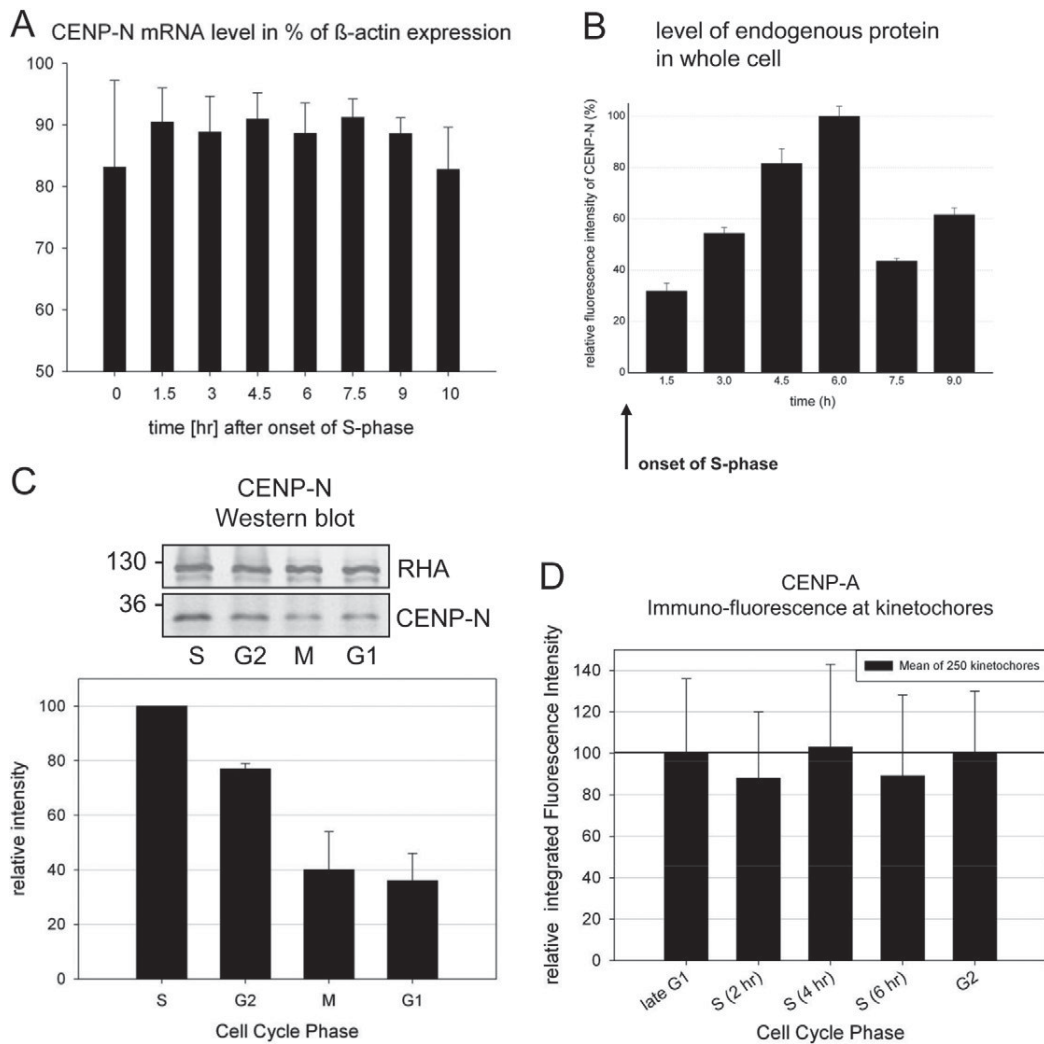 A
CENP-N mRNA level in % of ß-actin expression
100
90
80
70
60
50
0 1.5 3 4.5 6 7.5 9 10
time [hr] after onset of S-phase
B
level of endogenous protein
in whole cell
relative fluorescence intensity of CENP-N (%)
100
80
60
40
20
0
1.5 3.0 4.5 6.0 7.5 9.0
time (h)
onset of S-phase
C
CENP-N
Western blot
130
RHA
36
CENP-N
S G2 M G1
relative intensity
100
80
60
40
20
0
S G2 M G1
Cell Cycle Phase
D
CENP-A
Immuno-fluorescence at kinetochores
relative integrated Fluorescence Intensity
Mean of 250 kinetochores
140
120
100
80
60
40
20
0
late G1 S (2 hr) S (4 hr) S (6 hr) G2
Cell Cycle Phase